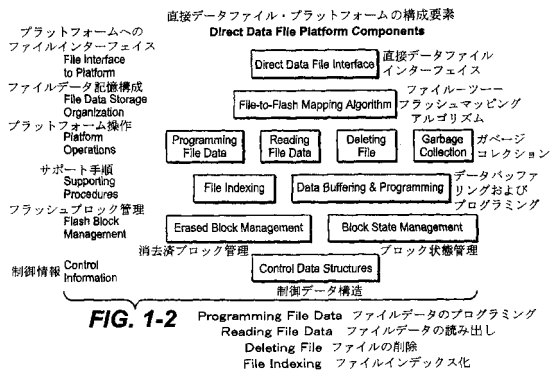 直接データファイル・プラットフォームの構成要素
Direct Data File Platform Components
プラットフォームへの
ファイルインターフェイス
File Interface
to Platform
Direct Data File Interface
直接データファイル
インターフェイス
ファイルデータ記憶構成
File Data Storage
Organization
File-to-Flash Mapping Algorithm
ファイルーツー
フラッシュマッピング
アルゴリズム
プラットフォーム操作
Platform
Operations
Programming
File Data
Reading
File Data
Deleting
File
Garbage
Collection
ガベージ
コレクション
サポート手順
Supporting
Procedures
File Indexing
Data Buffering & Programming
データバッファ
リングおよび
プログラミング
フラッシュブロック管理
Flash Block
Management
Erased Block Management
Block State Management
消去済ブロック管理
ブロック状態管理
制御情報
Control
Information
Control Data Structures
制御データ構造
FIG. 1-2
Programming File Data ファイルデータのプログラミング
Reading File Data ファイルデータの読み出し
Deleting File ファイルの削除
File Indexing ファイルインデックス化